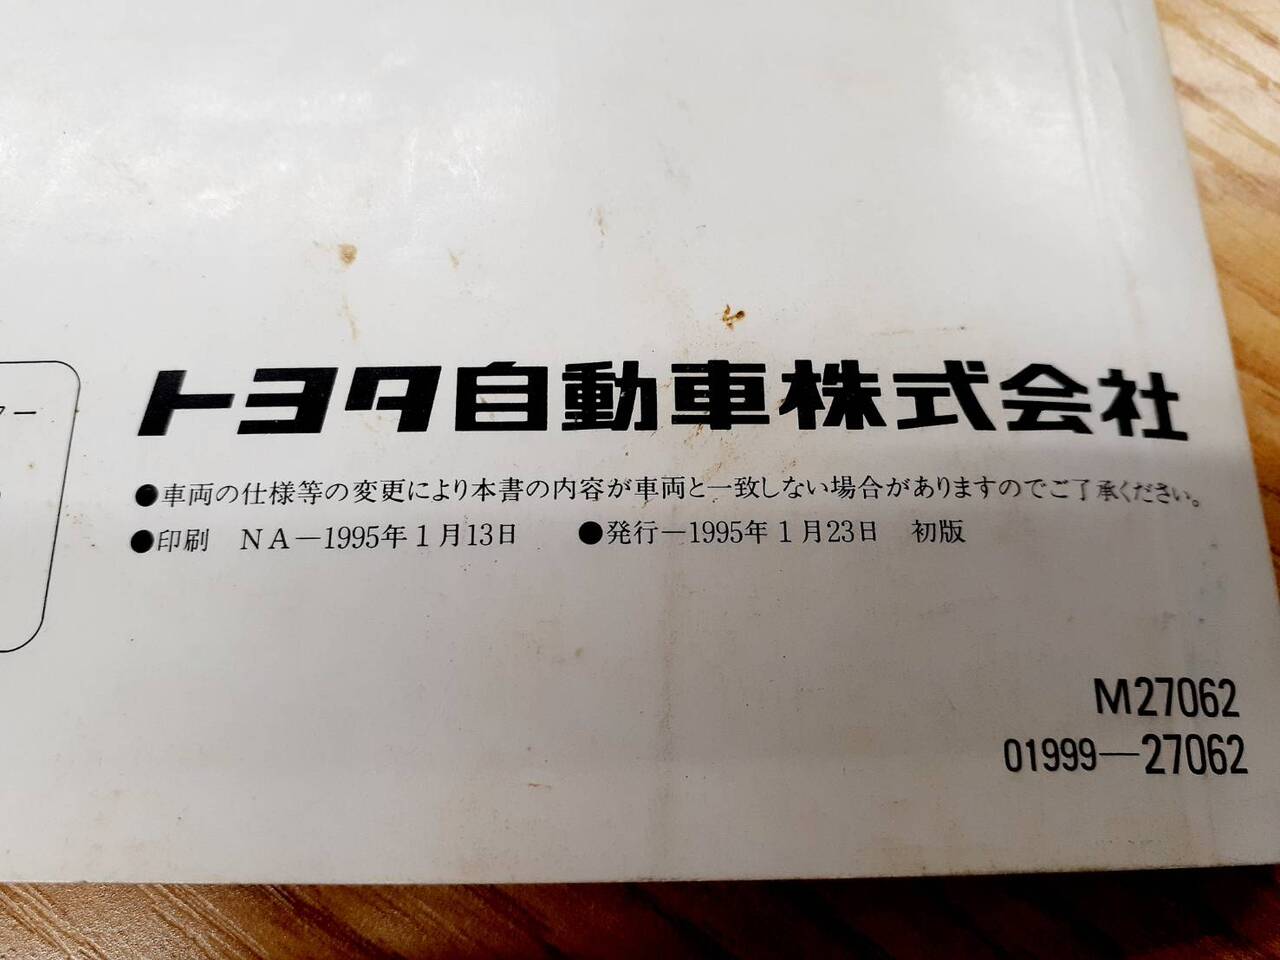 ー
トヨタ自動車株式会社
●車両の仕様等の変更により本書の内容が車両と一致しない場合がありますのでご了承ください。
●印刷 NA—1995年1月13日 ●発行—1995年1月23日 初版
M27062
01999—27062